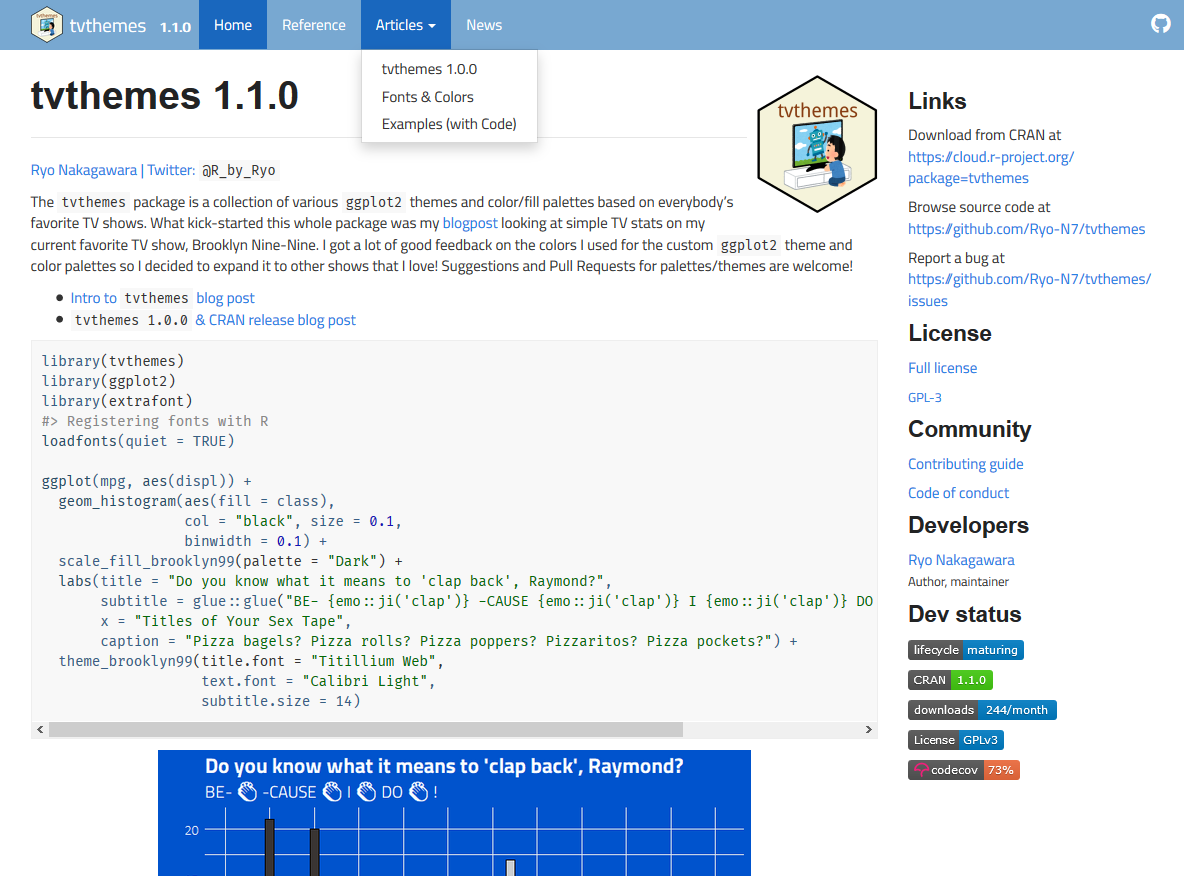 tvthemes 1.1.0 Home Reference Articles News
tvthemes 1.0.0
Fonts & Colors
Examples (with Code)
tvthemes 1.1.0
tvthemes
Ryo Nakagawara | Twitter: @R_by_Ryo
The tvthemes package is a collection of various ggplot2 themes and color/fill palettes based on everybody’s
favorite TV shows. What kick-started this whole package was my blogpost looking at simple TV stats on my
current favorite TV show, Brooklyn Nine-Nine. I got a lot of good feedback on the colors I used for the custom ggplot2 theme and
color palettes so I decided to expand it to other shows that I love! Suggestions and Pull Requests for palettes/themes are welcome!
Intro to tvthemes blog post
tvthemes 1.0.0 & CRAN release blog post
library(tvthemes)
library(ggplot2)
library(extrafont)
#> Registering fonts with R
loadfonts(quiet = TRUE)
ggplot(mpg, aes(displ)) +
geom_histogram(aes(fill = class),
col = "black", size = 0.1,
binwidth = 0.1) +
scale_fill_brooklyn99(palette = "Dark") +
labs(title = "Do you know what it means to 'clap back', Raymond?",
subtitle = glue::glue("BE- {emo::ji('clap')} -CAUSE {emo::ji('clap')} I {emo::ji('clap')} DO
x = "Titles of Your Sex Tape",
caption = "Pizza bagels? Pizza rolls? Pizza poppers? Pizzaritos? Pizza pockets?") +
theme_brooklyn99(title.font = "Titillium Web",
text.font = "Calibri Light",
subtitle.size = 14)
Do you know what it means to 'clap back', Raymond?
BE- 👏 -CAUSE 👏 I 👏 DO 👏 !
20
Links
Download from CRAN at
https://cloud.r-project.org/
package=tvthemes
Browse source code at
https://github.com/Ryo-N7/tvthemes
Report a bug at
https://github.com/Ryo-N7/tvthemes/
issues
License
Full license
GPL-3
Community
Contributing guide
Code of conduct
Developers
Ryo Nakagawara
Author, maintainer
Dev status
lifecycle maturing
CRAN 1.1.0
downloads 244/month
License GPLv3
codecov 73%